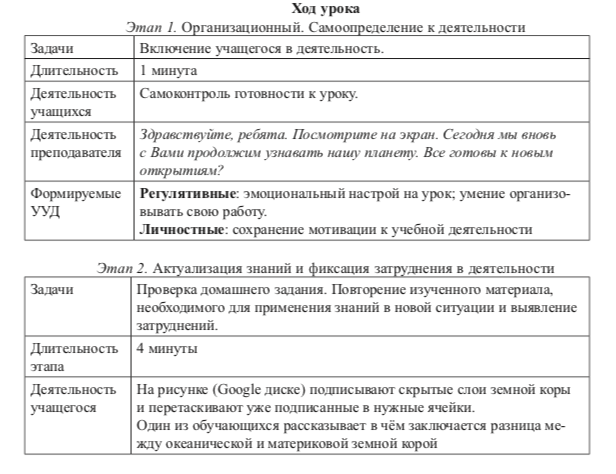 Ход урока
Этап 1. Организационный. Самоопределение к деятельности
Задачи Включение учащегося в деятельность.
Длительность 1 минута
Деятельность Самоконтроль готовности к уроку.
учащихся
Деятельность Здравствуйте, ребята. Посмотрите на экран. Сегодня мы вновь
преподавателя с Вами продолжим узнавать нашу планету. Все готовы к новым
открытиям?
Формируемые Регулятивные: эмоциональный настрой на урок; умение организо-
УУД вывать свою работу.
Личностные: сохранение мотивации к учебной деятельности
Этап 2. Актуализация знаний и фиксация затруднения в деятельности
Задачи Проверка домашнего задания. Повторение изученного материала,
необходимого для применения знаний в новой ситуации и выявление
затруднений.
Длительность 4 минуты
этапа
Деятельность На рисунке (Google диске) подписывают скрытые слои земной коры
учащегося и перетаскивают уже подписанные в нужные ячейки.
Один из обучающихся рассказывает в чём заключается разница ме-
жду океанической и материковой земной корой